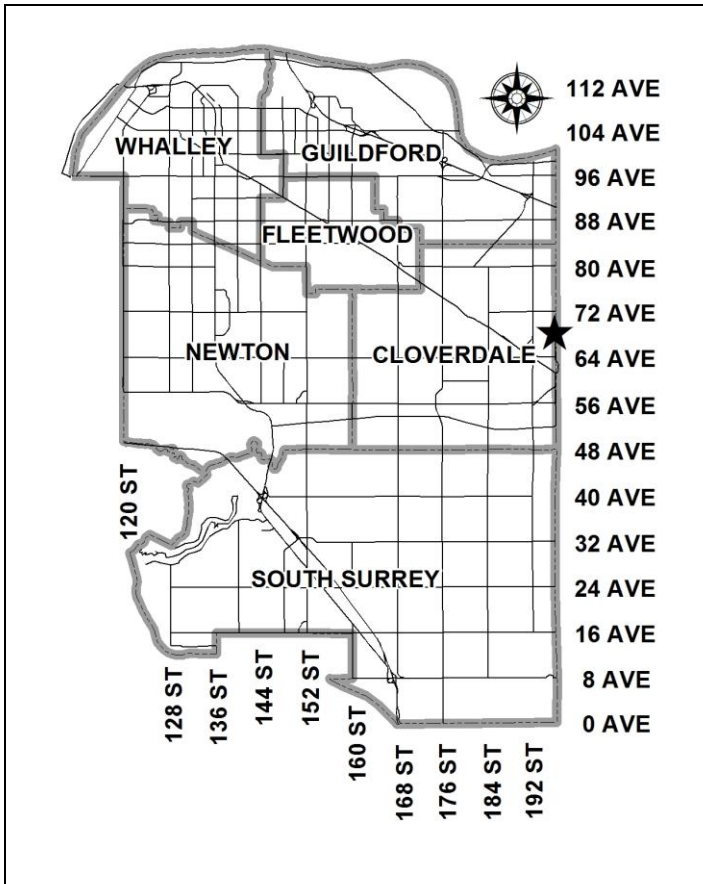 112 AVE
104 AVE
WHALLEY
GUILDFORD
96 AVE
88 AVE
FLEETWOOD
80 AVE
72 AVE
NEWTON
CLOVERDALE
64 AVE
56 AVE
48 AVE
120 ST
40 AVE
32 AVE
SOUTH SURREY
24 AVE
16 AVE
8 AVE
0 AVE
128 ST
136 ST
144 ST
152 ST
160 ST
168 ST
176 ST
184 ST
192 ST